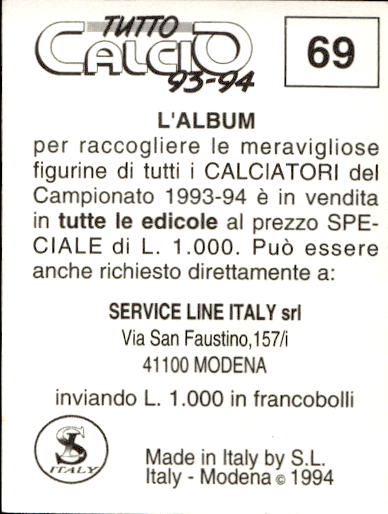 TUTTO
CALCIO
93-94
69
L'ALBUM
per raccogliere le meravigliose
figurine di tutti i CALCIATORI del
Campionato 1993-94 è in vendita
in tutte le edicole al prezzo SPE-
CIALE di L. 1.000. Può essere
anche richiesto direttamente a:
SERVICE LINE ITALY srl
Via San Faustino,157/i
41100 MODENA
inviando L. 1.000 in francobolli
SL
ITALY
Made in Italy by S.L.
Italy - Modena © 1994